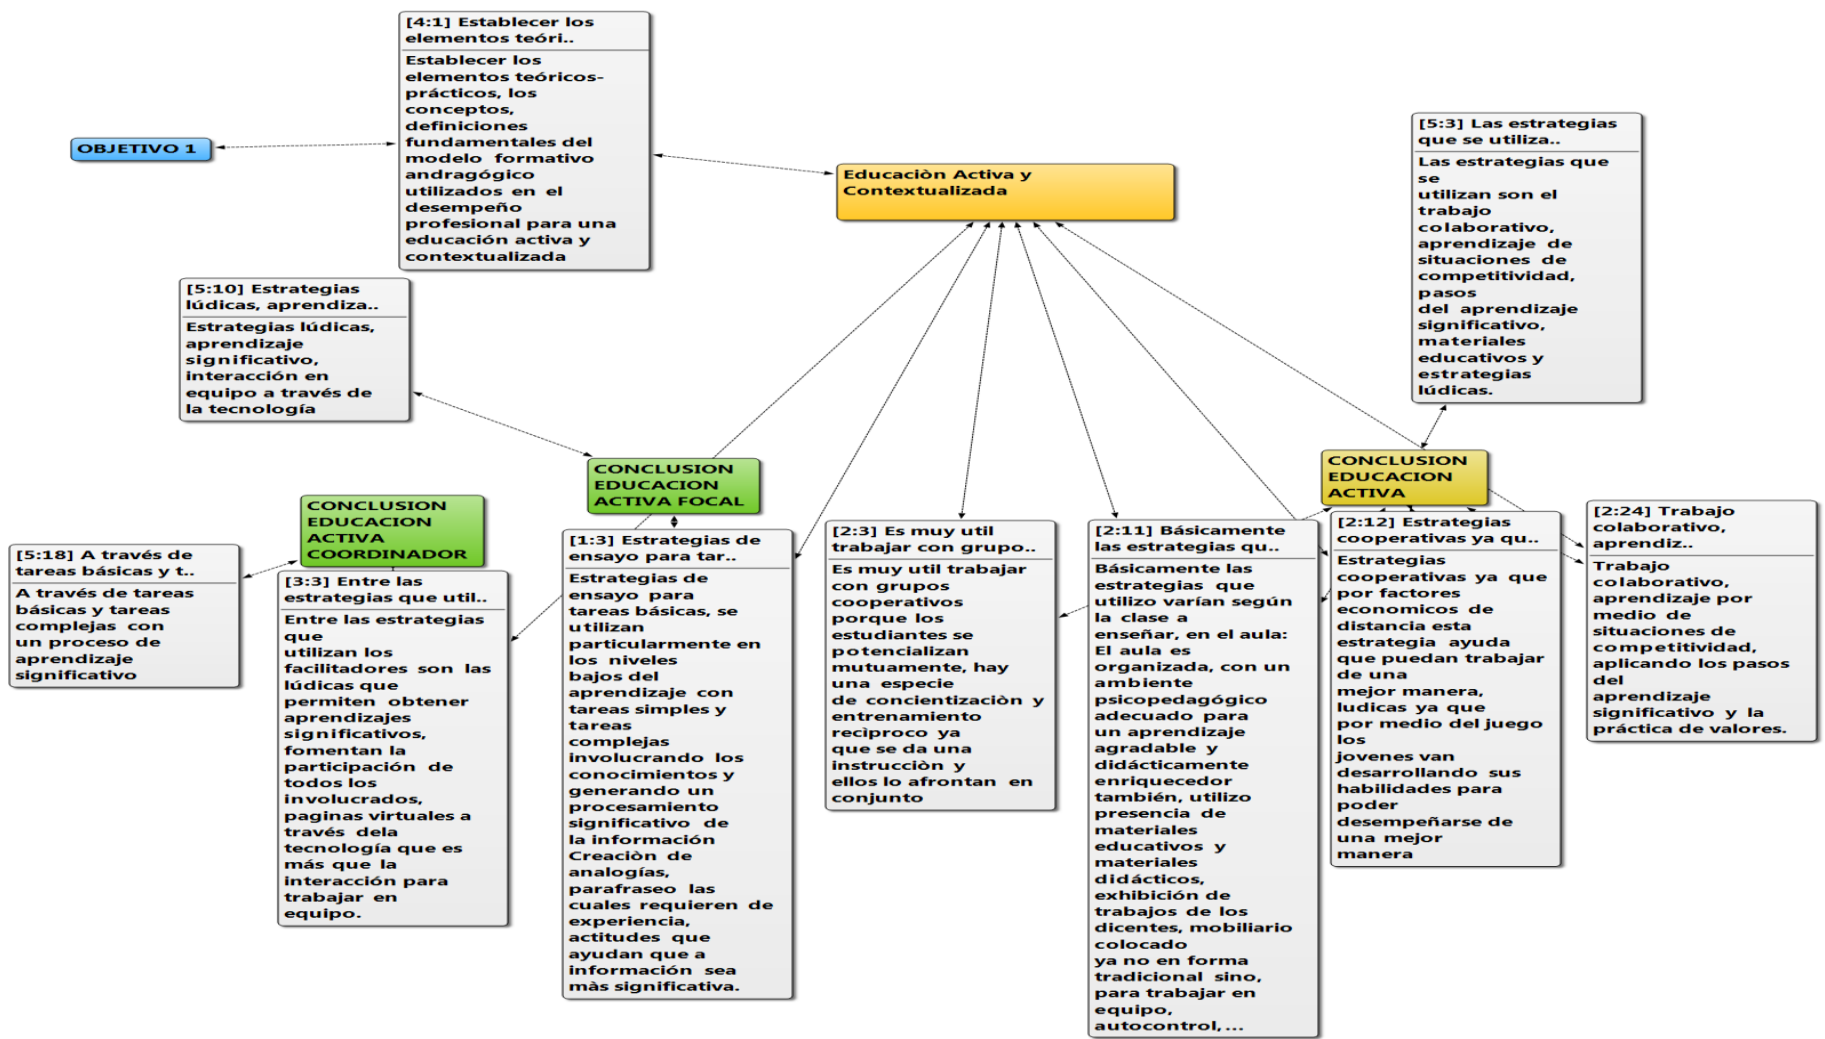 [4:1] Establecer los
elementos teóri..
Establecer los
elementos teóricos-
prácticos, los
conceptos,
definiciones
fundamentales del
modelo formativo
andragógico
utilizados en el
desempeño
profesional para una
educación activa y
contextualizada
OBJETIVO 1
Educaciòn Activa y
Contextualizada
[5:3] Las estrategias
que se utiliza..
Las estrategias que
se
utilizan son el
trabajo
colaborativo,
aprendizaje de
situaciones de
competitividad,
pasos
del aprendizaje
significativo,
materiales
educativos y
estrategias
lúdicas.
[5:10] Estrategias
lúdicas, aprendiza..
Estrategias lúdicas,
aprendizaje
significativo,
interacción en
equipo a través de
la tecnología
CONCLUSION
EDUCACION
ACTIVA FOCAL
CONCLUSION
EDUCACION
ACTIVA
CONCLUSION
EDUCACION
ACTIVA
COORDINADOR
[5:18] A través de
tareas básicas y t..
A través de tareas
básicas y tareas
complejas con
un proceso de
aprendizaje
significativo
[3:3] Entre las
estrategias que util..
Entre las estrategias
que
utilizan los
facilitadores son las
lúdicas que
permiten obtener
aprendizajes
significativos,
fomentan la
participación de
todos los
involucrados,
paginas virtuales a
través dela
tecnología que es
más que la
interacción para
trabajar en
equipo.
[1:3] Estrategias de
ensayo para tar..
Estrategias de
ensayo para
tareas básicas, se
utilizan
particularmente en
los niveles
bajos del
aprendizaje con
tareas simples y
tareas
complejas
involucrando los
conocimientos y
generando un
procesamiento
significativo de
la información
Creaciòn de
analogías,
parafraseo las
cuales requieren de
experiencia,
actitudes que
ayudan que a
información sea
màs significativa.
[2:3] Es muy util
trabajar con grupo..
Es muy util trabajar
con grupos
cooperativos
porque los
estudiantes se
potencializan
mutuamente, hay
una especie
de concientizaciòn y
entrenamiento
recìproco ya
que se da una
instrucciòn y
ellos lo afrontan en
conjunto
[2:11] Básicamente
las estrategias qu..
Básicamente las
estrategias que
utilizo varían según
la clase a
enseñar, en el aula:
El aula es
organizada, con un
ambiente
psicopedagógico
adecuado para
un aprendizaje
agradable y
didácticamente
enriquecedor
también, utilizo
presencia de
materiales
educativos y
materiales
didácticos,
exhibición de
trabajos de los
dicentes, mobiliario
colocado
ya no en forma
tradicional sino,
para trabajar en
equipo,
autocontrol,...
[2:12] Estrategias
cooperativas ya qu..
Estrategias
cooperativas ya que
por factores
economicos de
distancia esta
estrategia ayuda
que puedan trabajar
de una
mejor manera,
ludicas ya que
por medio del juego
los
jovenes van
desarrollando sus
habilidades para
poder
desempeñarse de
una mejor
manera
[2:24] Trabajo
colaborativo,
aprendiz..
Trabajo
colaborativo,
aprendizaje por
medio de
situaciones de
competitividad,
aplicando los pasos
del
aprendizaje
significativo y la
práctica de valores.